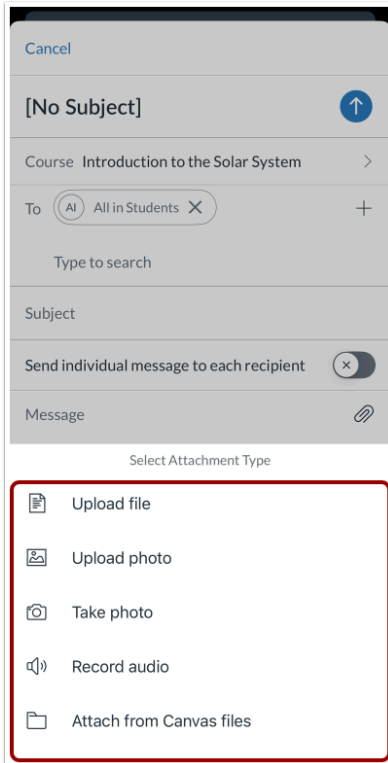 Cancel
[No Subject]
Course Introduction to the Solar System
To AI All in Students
Type to search
Subject
Send individual message to each recipient
Message
Select Attachment Type
Upload file
Upload photo
Take photo
Record audio
Attach from Canvas files